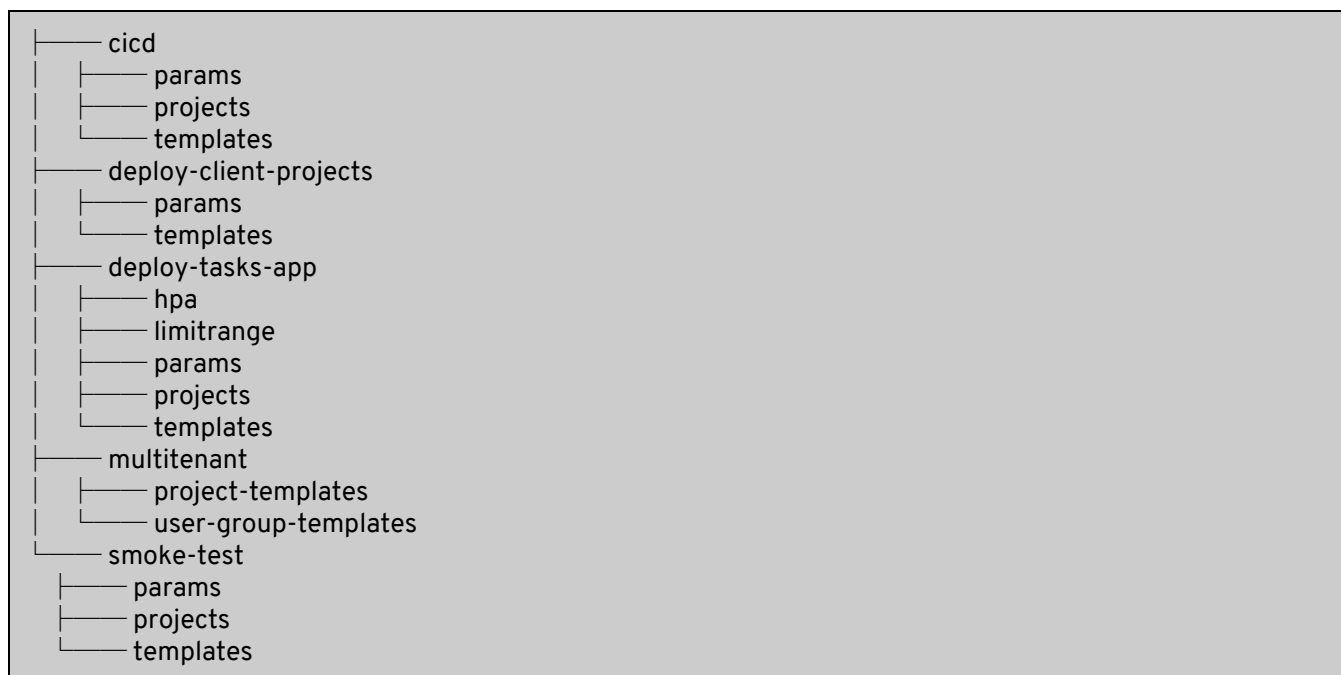 ├── cicd
│   ├── params
│   ├── projects
│   └── templates
├── deploy-client-projects
│   ├── params
│   └── templates
├── deploy-tasks-app
│   ├── hpa
│   ├── limitrange
│   ├── params
│   ├── projects
│   └── templates
├── multitenant
│   ├── project-templates
│   └── user-group-templates
└── smoke-test
    ├── params
    ├── projects
    └── templates